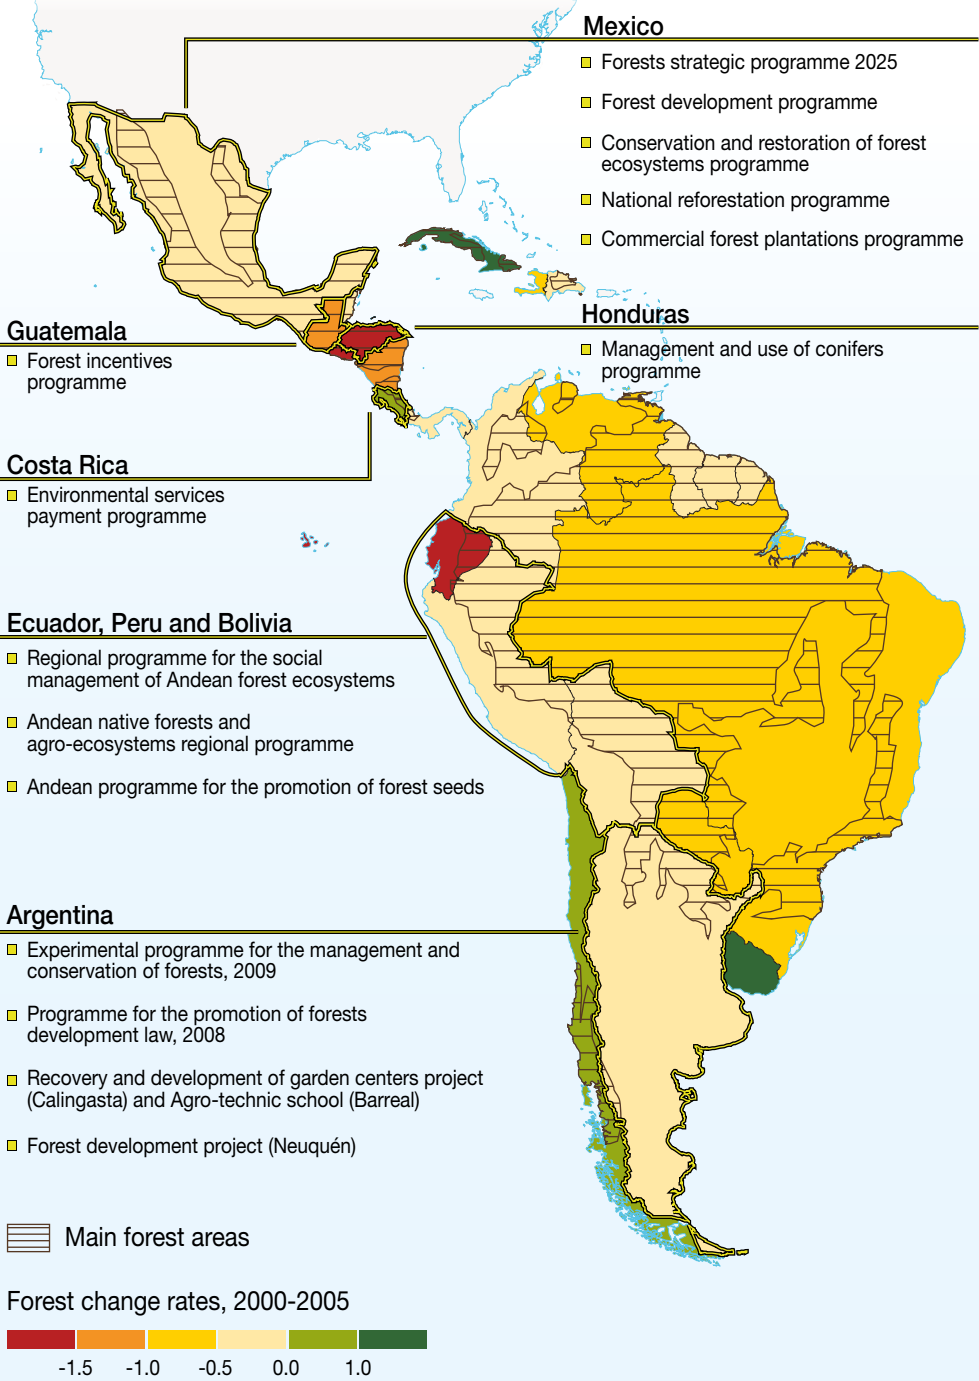 Mexico
Forests strategic programme 2025
Forest development programme
Conservation and restoration of forest
ecosystems programme
National reforestation programme
Commercial forest plantations programme
Guatemala
Forest incentives
programme
Honduras
Management and use of conifers
programme
Costa Rica
Environmental services
payment programme
Ecuador, Peru and Bolivia
Regional programme for the social
management of Andean forest ecosystems
Andean native forests and
agro-ecosystems regional programme
Andean programme for the promotion of forest seeds
Argentina
Experimental programme for the management and
conservation of forests, 2009
Programme for the promotion of forests
development law, 2008
Recovery and development of garden centers project
(Calingasta) and Agro-technic school (Barreal)
Forest development project (Neuquén)
Main forest areas
Forest change rates, 2000-2005
-1.5 -1.0 -0.5 0.0 1.0